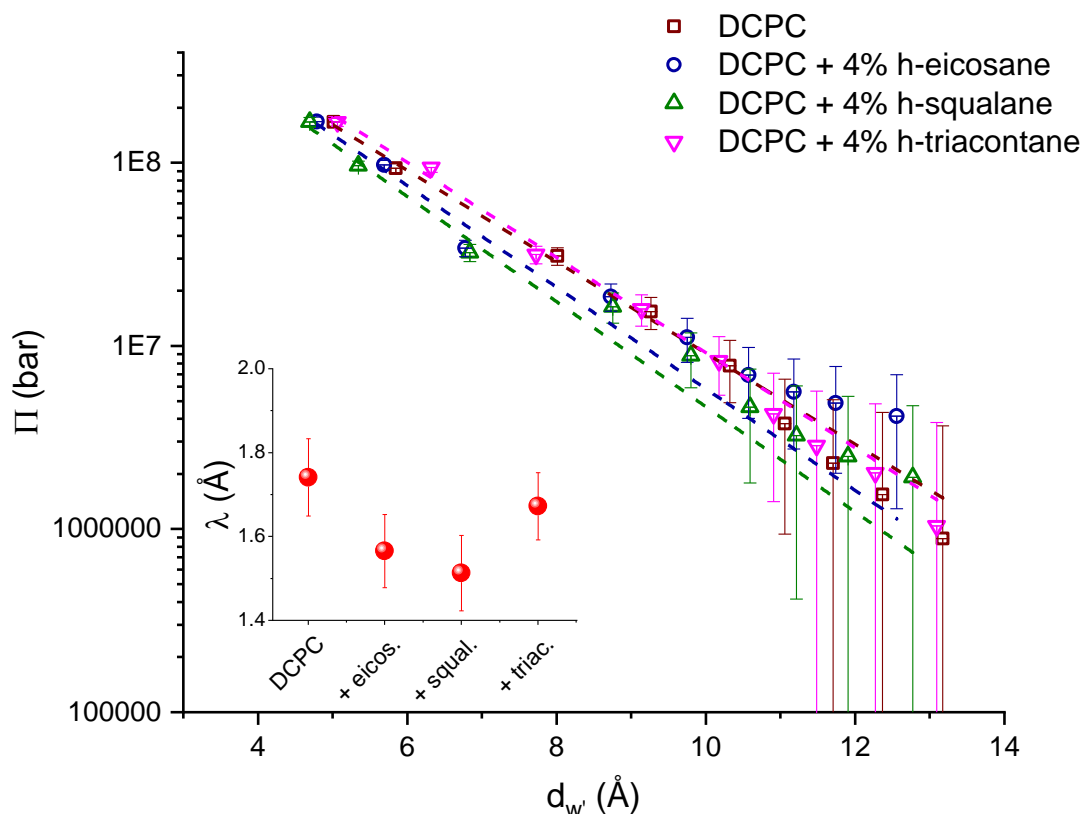 DCPC
DCPC + 4% h-eicosane
DCPC + 4% h-squalane
DCPC + 4% h-triacontane
1E8
1E7
1000000
100000
Π (bar)
2.0
1.8
1.6
1.4
λ (Å)
DCPC
+ eicos.
+ squal.
+ triac.
4 6 8 10 12 14
dw' (Å)